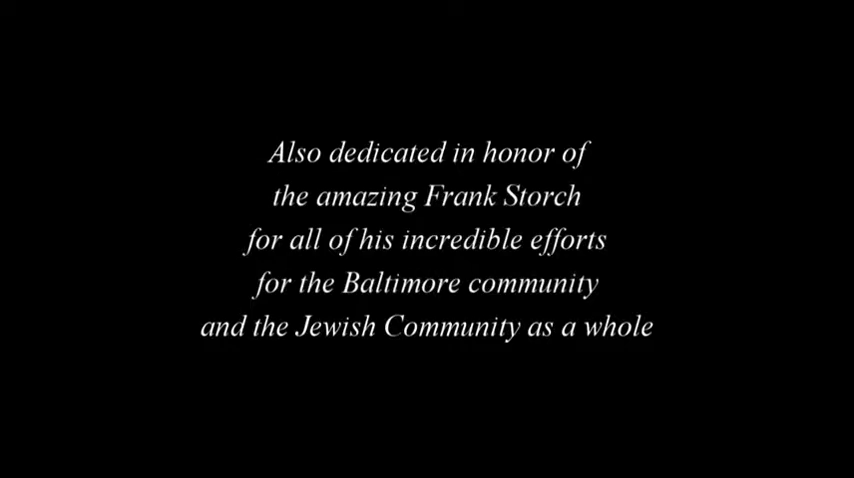 Also dedicated in honor of
the amazing Frank Storch
for all of his incredible efforts
for the Baltimore community
and the Jewish Community as a whole